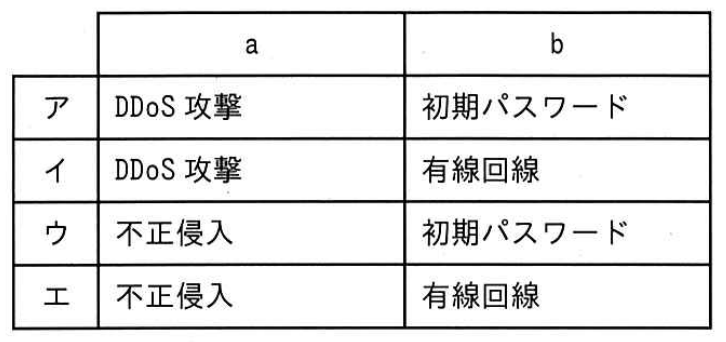 a b
ア DDoS 攻撃 初期パスワード
イ DDoS 攻撃 有線回線
ウ 不正侵入 初期パスワード
エ 不正侵入 有線回線